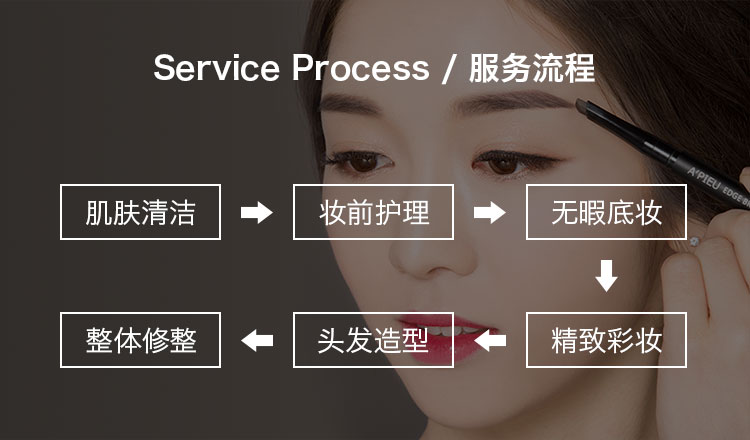 Service Process / 服务流程
肌肤清洁
妆前护理
无暇底妆
精致彩妆
头发造型
整体修整
A'PIEU EDGE